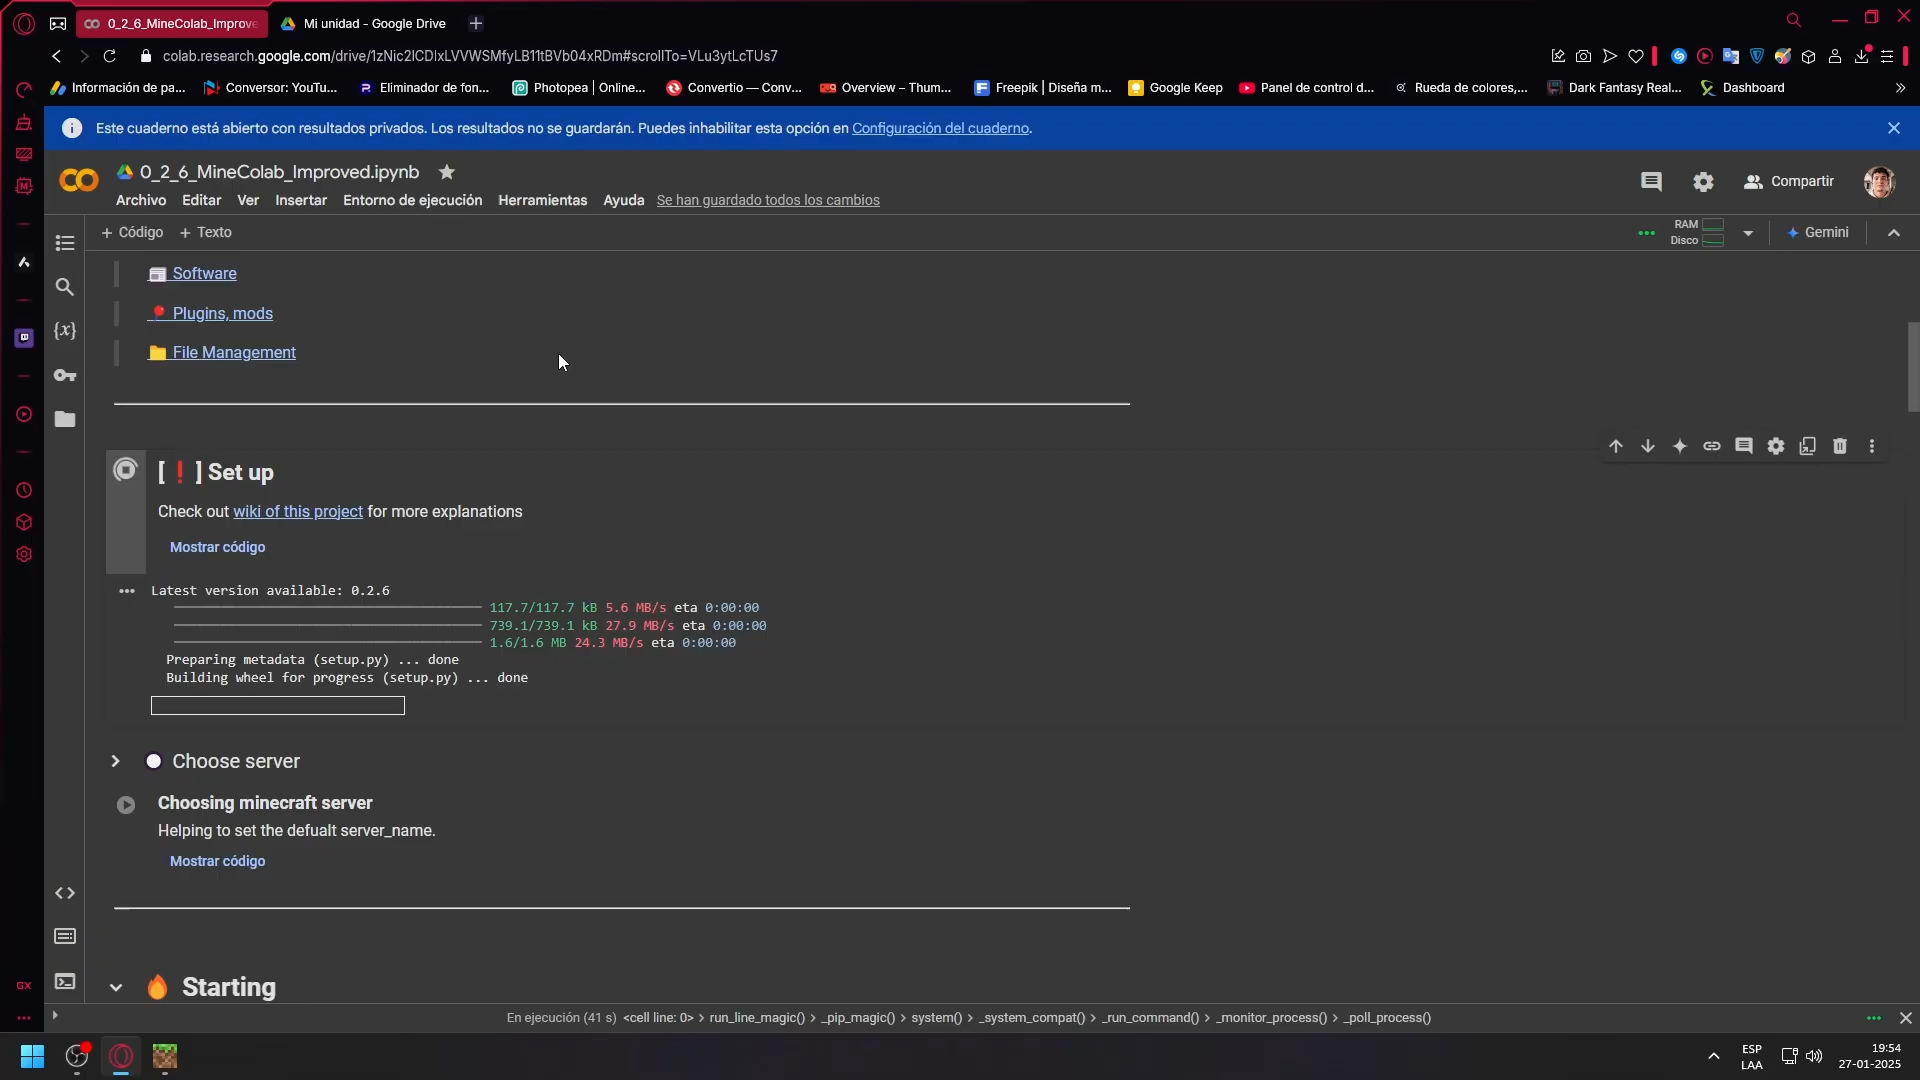 0_2_6_MineColab_Improve
Mi unidad - Google Drive
colab.research.google.com/drive/1zNic2lCDIxLVVWSMfyLB11tBVb04xRDm#scrollTo=VLu3ytLcTUs7
Información de pa...
Conversor: YouTu...
Eliminador de fon...
Photopea | Online...
Convertio — Conv...
Overview – Thum...
Freepik | Diseña m...
Google Keep
Panel de control d...
Rueda de colores,...
Dark Fantasy Real...
Dashboard
Este cuaderno está abierto con resultados privados. Los resultados no se guardarán. Puedes inhabilitar esta opción en Configuración del cuaderno.
0_2_6_MineColab_Improved.ipynb
Compartir
Archivo Editar Ver Insertar Entorno de ejecución Herramientas Ayuda Se han guardado todos los cambios
+ Código + Texto
RAM
Disco
Gemini
Software
Plugins, mods
File Management
[ ❗ ] Set up
Check out wiki of this project for more explanations
Mostrar código
Latest version available: 0.2.6
117.7/117.7 kB 5.6 MB/s eta 0:00:00
739.1/739.1 kB 27.9 MB/s eta 0:00:00
1.6/1.6 MB 24.3 MB/s eta 0:00:00
Preparing metadata (setup.py) ... done
Building wheel for progress (setup.py) ... done
Choose server
Choosing minecraft server
Helping to set the defualt server_name.
Mostrar código
Starting
GX
En ejecución (41 s) <cell line: 0> > run_line_magic() > _pip_magic() > system() > _system_compat() > _run_command() > _monitor_process() > _poll_process()
ESP
LAA
19:54
27-01-2025